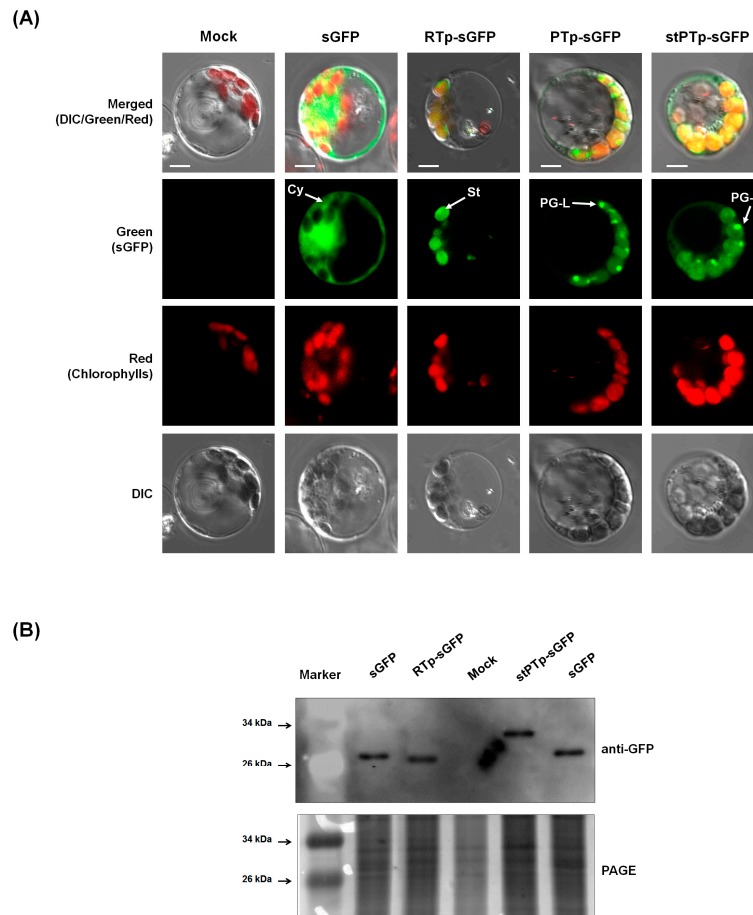 (A)
Mock sGFP RTp-sGFP PTp-sGFP stPTp-sGFP
Merged
(DIC/Green/Red)
Green
(sGFP)
Cy
St
PG-L
PG-
Red
(Chlorophylls)
DIC
(B)
Marker sGFP RTp-sGFP Mock stPTp-sGFP sGFP
34 kDa
26 kDa
anti-GFP
34 kDa
26 kDa
PAGE